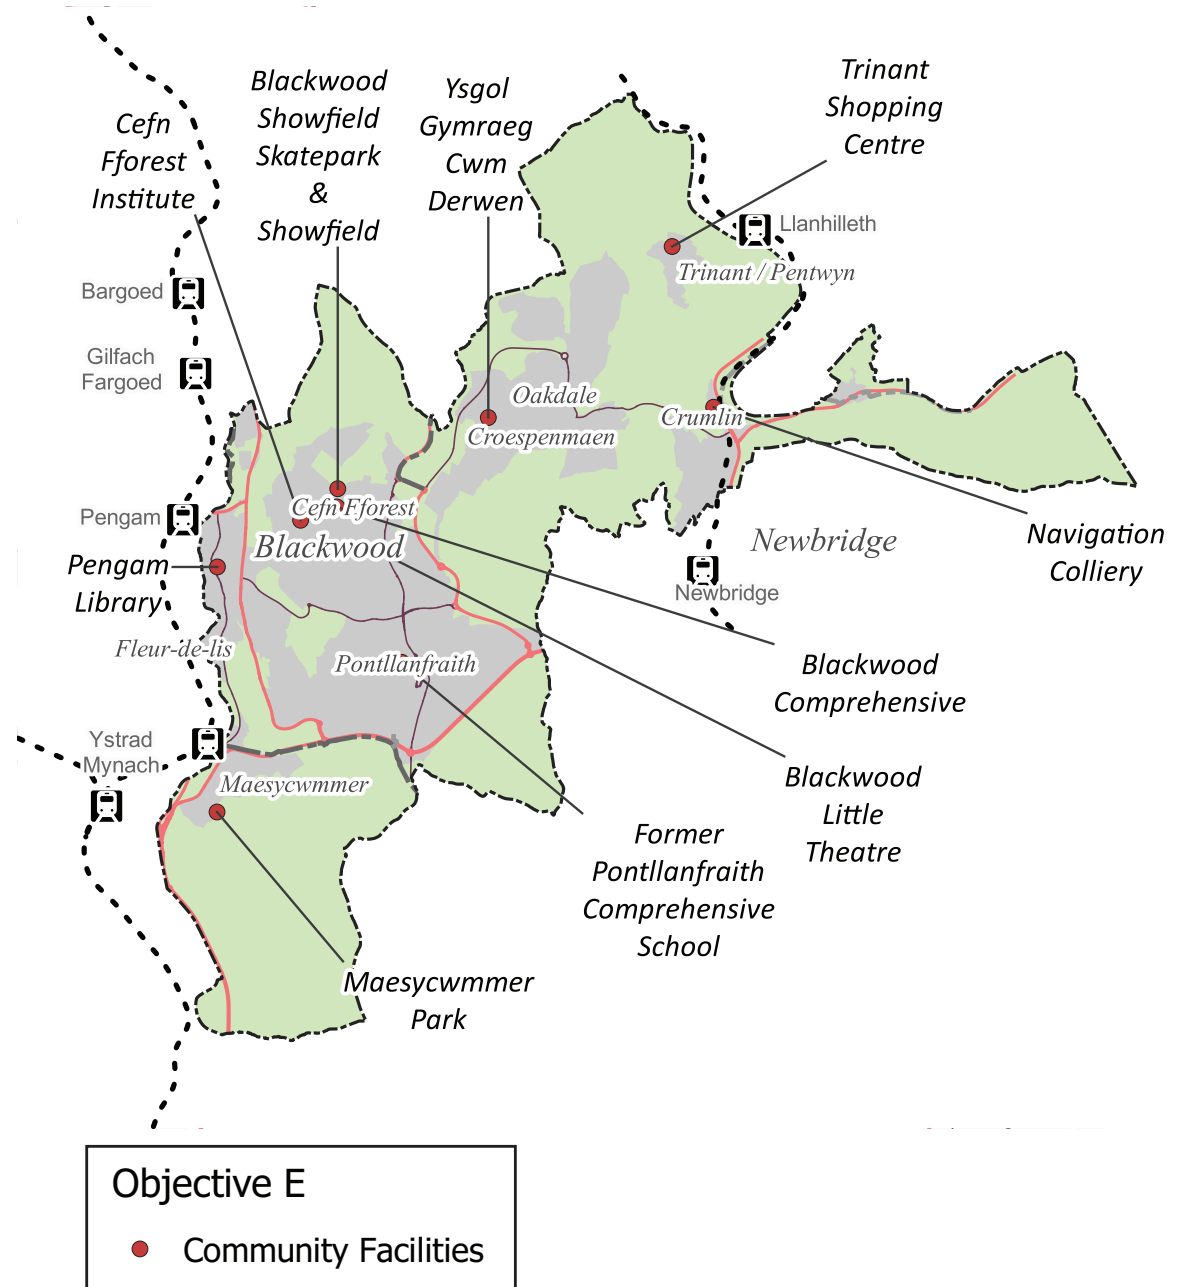 Cefn
Fforest
Institute
Blackwood
Showfield
Skatepark
&
Showfield
Ysgol
Gymraeg
Cwm
Derwen
Trinant
Shopping
Centre
Llanhilleth
Trinant / Pentwyn
Bargoed
Gilfach
Fargoed
Oakdale
Croespenmaen
Crumlin
Pengam
Cefn Fforest
Blackwood
Newbridge
Navigation
Colliery
Pengam
Library
Newbridge
Fleur-de-lis
Pontllanfraith
Blackwood
Comprehensive
Ystrad
Mynach
Maesycwmmer
Blackwood
Little
Theatre
Former
Pontllanfraith
Comprehensive
School
Maesycwmmer
Park
Objective E
Community Facilities